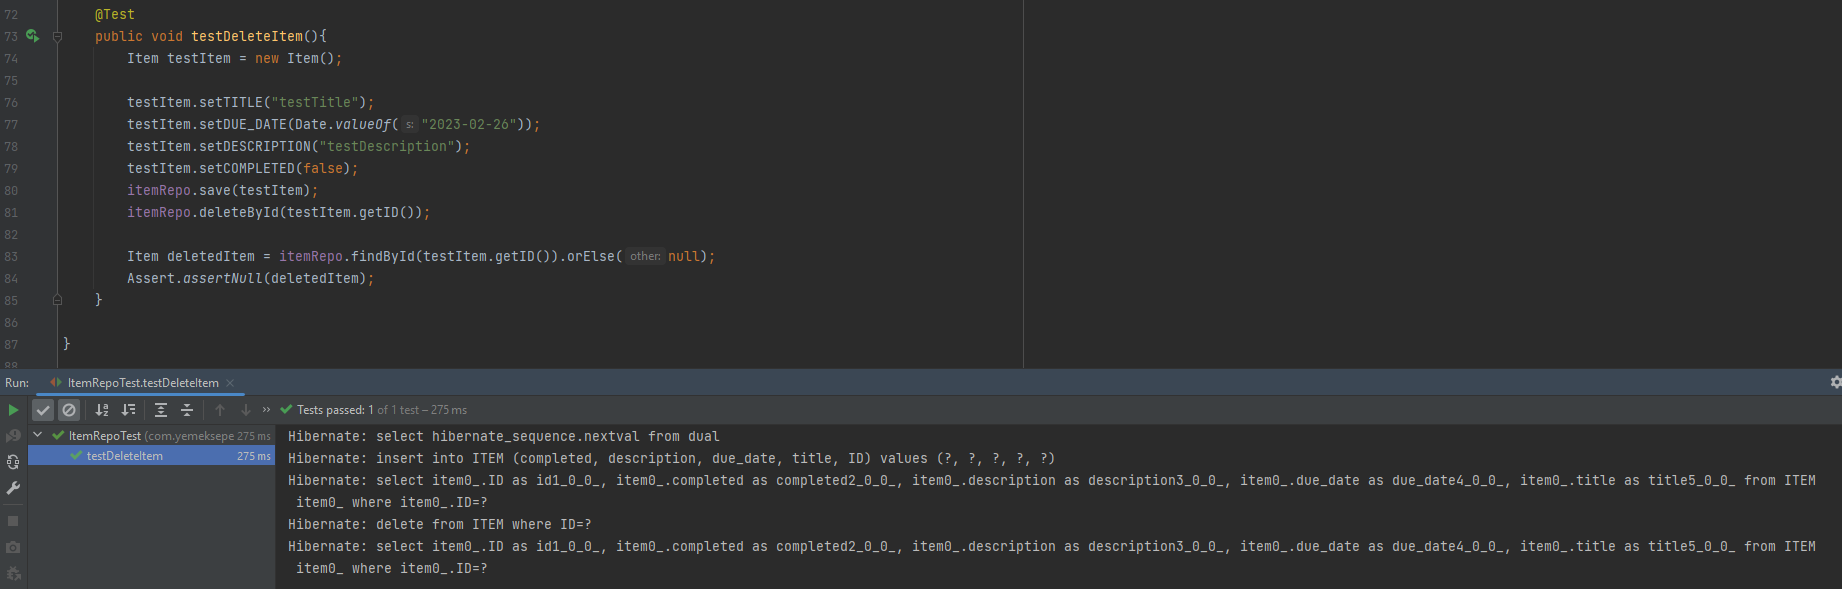 72 @Test
73 public void testDeleteItem(){
74 Item testItem = new Item();
75
76 testItem.setTITLE("testTitle");
77 testItem.setDUE_DATE(Date.valueOf( s: "2023-02-26"));
78 testItem.setDESCRIPTION("testDescription");
79 testItem.setCOMPLETED(false);
80 itemRepo.save(testItem);
81 itemRepo.deleteById(testItem.getID());
82
83 Item deletedItem = itemRepo.findById(testItem.getID()).orElse( other: null);
84 Assert.assertNull(deletedItem);
85 }
86
87 }
88
Run: ItemRepoTest.testDeleteItem ×
» Tests passed: 1 of 1 test – 275 ms
ItemRepoTest (com.yemeksepe 275 ms
testDeleteItem 275 ms
Hibernate: select hibernate_sequence.nextval from dual
Hibernate: insert into ITEM (completed, description, due_date, title, ID) values (?, ?, ?, ?, ?)
Hibernate: select item0_.ID as id1_0_0_, item0_.completed as completed2_0_0_, item0_.description as description3_0_0_, item0_.due_date as due_date4_0_0_, item0_.title as title5_0_0_ from ITEM
item0_ where item0_.ID=?
Hibernate: delete from ITEM where ID=?
Hibernate: select item0_.ID as id1_0_0_, item0_.completed as completed2_0_0_, item0_.description as description3_0_0_, item0_.due_date as due_date4_0_0_, item0_.title as title5_0_0_ from ITEM
item0_ where item0_.ID=?